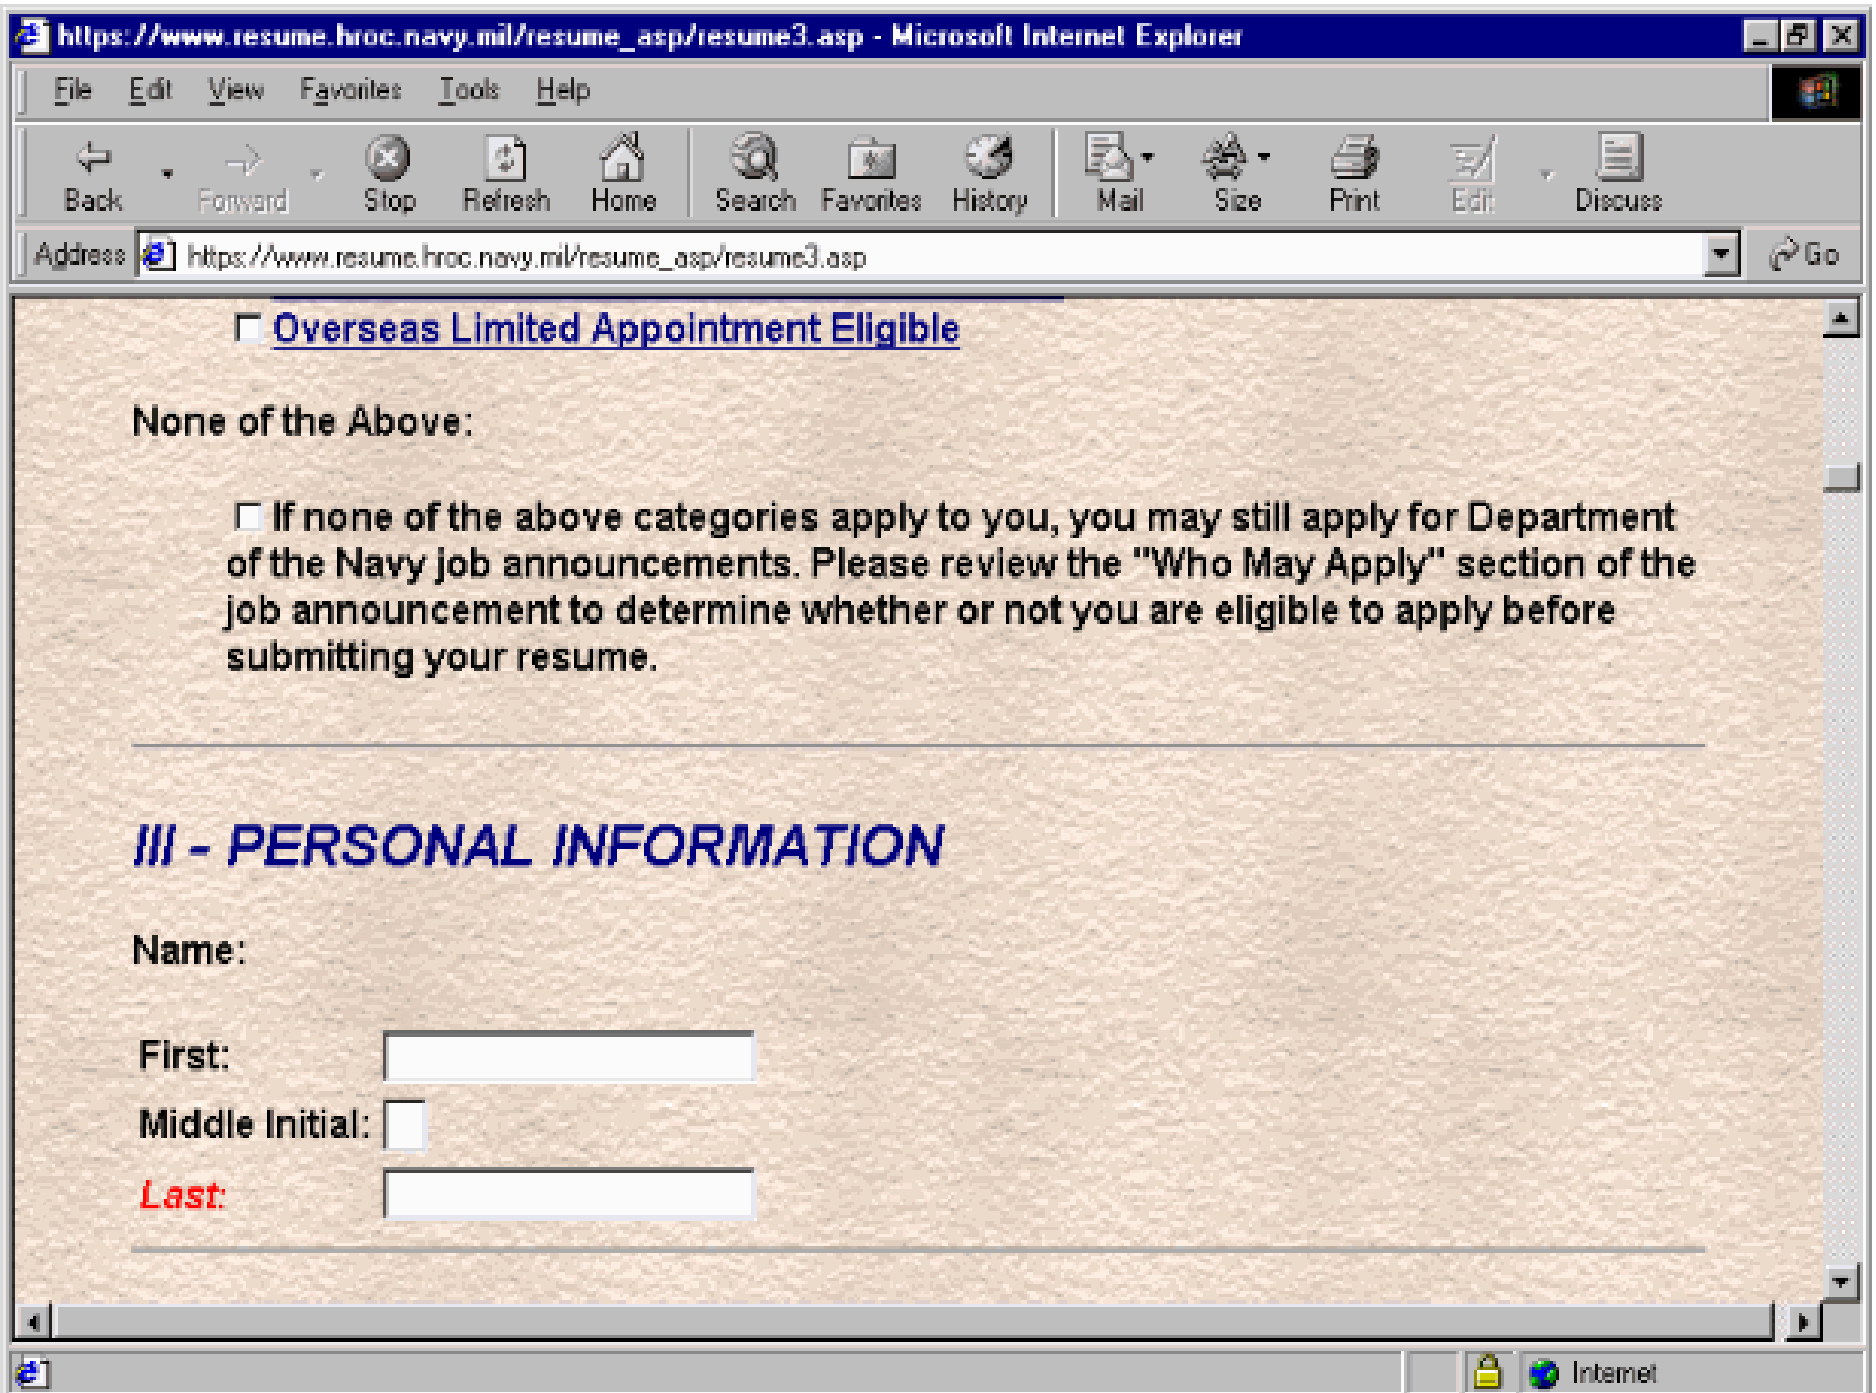 https://www.resume.hroc.navy.mil/resume_asp/resume3.asp - Microsoft Internet Explorer
File Edit View Favorites Tools Help
Back Forward Stop Refresh Home Search Favorites History Mail Size Print Edit Discuss
Address https://www.resume.hroc.navy.mil/resume_asp/resume3.asp Go
Overseas Limited Appointment Eligible
None of the Above:
If none of the above categories apply to you, you may still apply for Department
of the Navy job announcements. Please review the "Who May Apply" section of the
job announcement to determine whether or not you are eligible to apply before
submitting your resume.
III - PERSONAL INFORMATION
Name:
First:
Middle Initial:
Last:
Internet